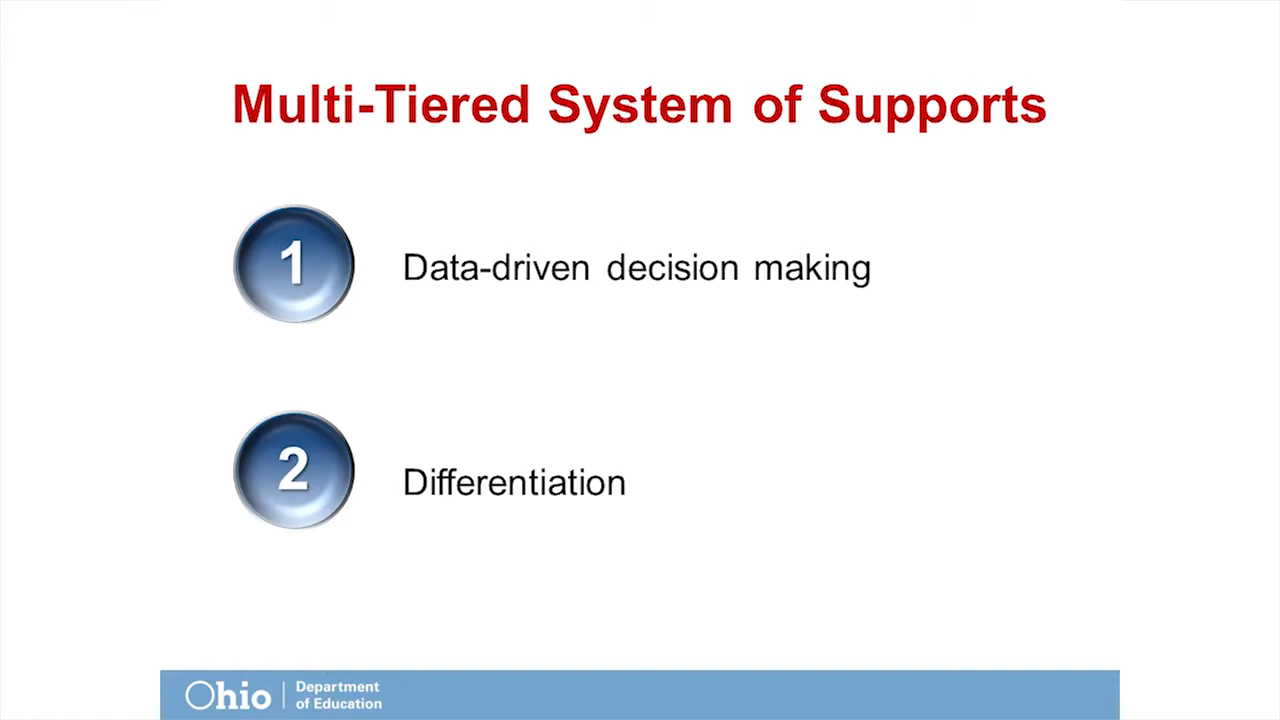 Multi-Tiered System of Supports
1
Data-driven decision making
2
Differentiation
Ohio
Department
of Education